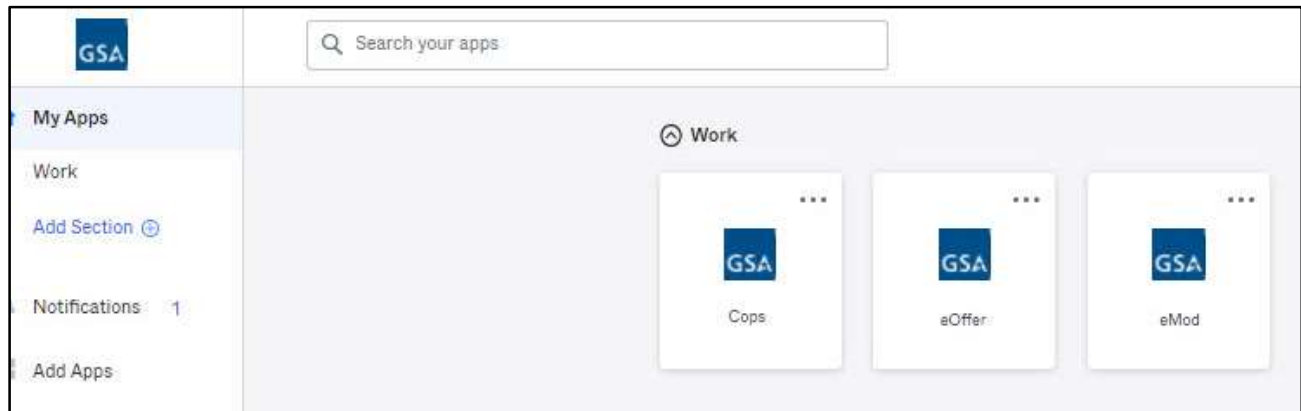 GSA
Search your apps
My Apps
Work
Add Section
Notifications 1
Add Apps
Work
GSA
Cops
GSA
eOffer
GSA
eMod